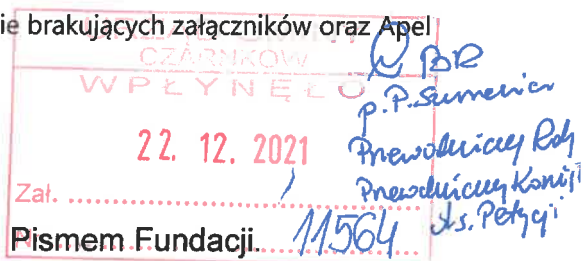 ie brakujących załączników oraz Apel
CZARNKÓW
BR
WPŁYNĘŁO
p. P.
22. 12. 2021
Przewodniczący Rady
Zał.
Przewodniczący Komisji
ds. Petycji
Pismem Fundacji. 11564